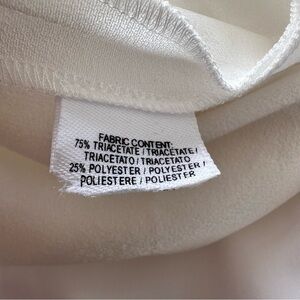 FABRIC CONTENT:
75% TRIACETATE / TRIACETATE /
TRIACETATO / TRIACETATO
25% POLYESTER / POLYESTER /
POLIESTERE / POLIESTER